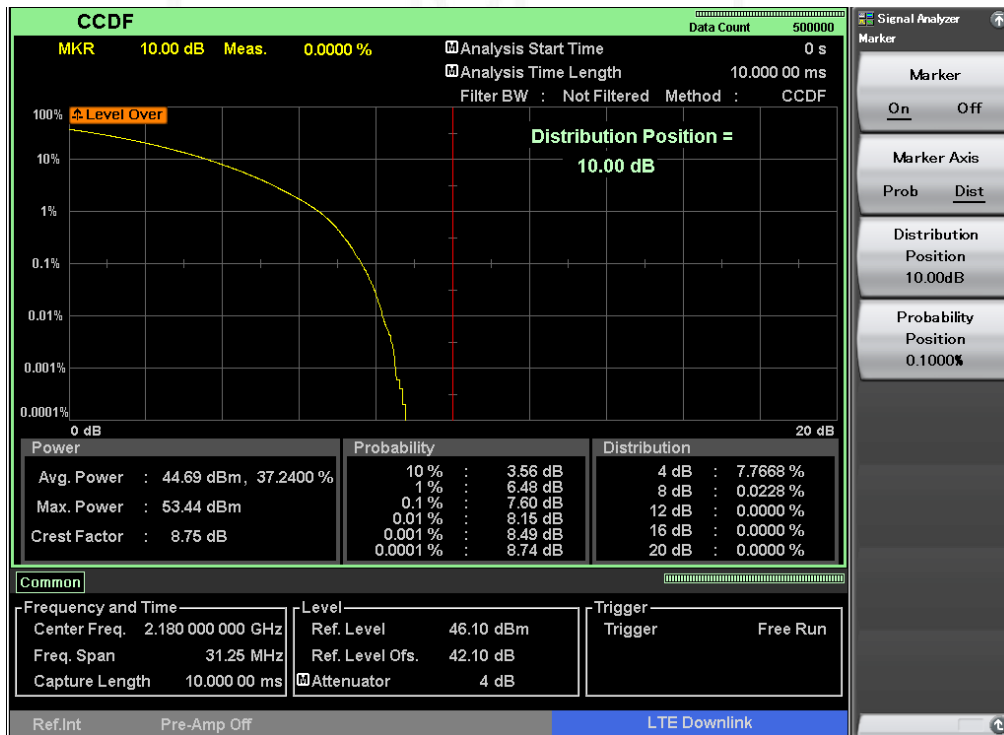 CCDF
Data Count 500000
MKR 10.00 dB Meas. 0.0000 %
M Analysis Start Time 0 s
M Analysis Time Length 10.000 00 ms
Filter BW : Not Filtered Method : CCDF
100%
Level Over
Distribution Position =
10.00 dB
10%
1%
0.1%
0.01%
0.001%
0.0001%
0 dB
20 dB
Power
Avg. Power : 44.69 dBm, 37.2400 %
Max. Power : 53.44 dBm
Crest Factor : 8.75 dB
Probability
10 % : 3.56 dB
1 % : 6.48 dB
0.1 % : 7.60 dB
0.01 % : 8.15 dB
0.001 % : 8.49 dB
0.0001 % : 8.74 dB
Distribution
4 dB : 7.7668 %
8 dB : 0.0228 %
12 dB : 0.0000 %
16 dB : 0.0000 %
20 dB : 0.0000 %
Common
Frequency and Time
Center Freq. 2.180 000 000 GHz
Freq. Span 31.25 MHz
Capture Length 10.000 00 ms
Level
Ref. Level 46.10 dBm
Ref. Level Ofs. 42.10 dB
M Attenuator 4 dB
Trigger
Trigger Free Run
Ref.Int Pre-Amp Off
LTE Downlink
Signal Analyzer
Marker
Marker
On Off
Marker Axis
Prob Dist
Distribution
Position
10.00dB
Probability
Position
0.1000%